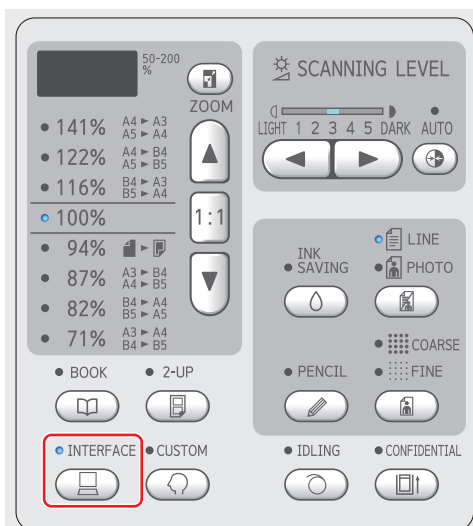 50-200
%
ZOOM
141% A4 ► A3
A5 ► A4
122% A4 ► B4
A5 ► B5
116% B4 ► A3
B5 ► A4
100%
94%
87% A3 ► B4
A4 ► B5
82% B4 ► A4
B5 ► A5
71% A3 ► A4
B4 ► B5
1:1
BOOK
2-UP
INTERFACE
CUSTOM
SCANNING LEVEL
LIGHT 1 2 3 4 5 DARK AUTO
INK
SAVING
LINE
PHOTO
COARSE
PENCIL
FINE
IDLING
CONFIDENTIAL